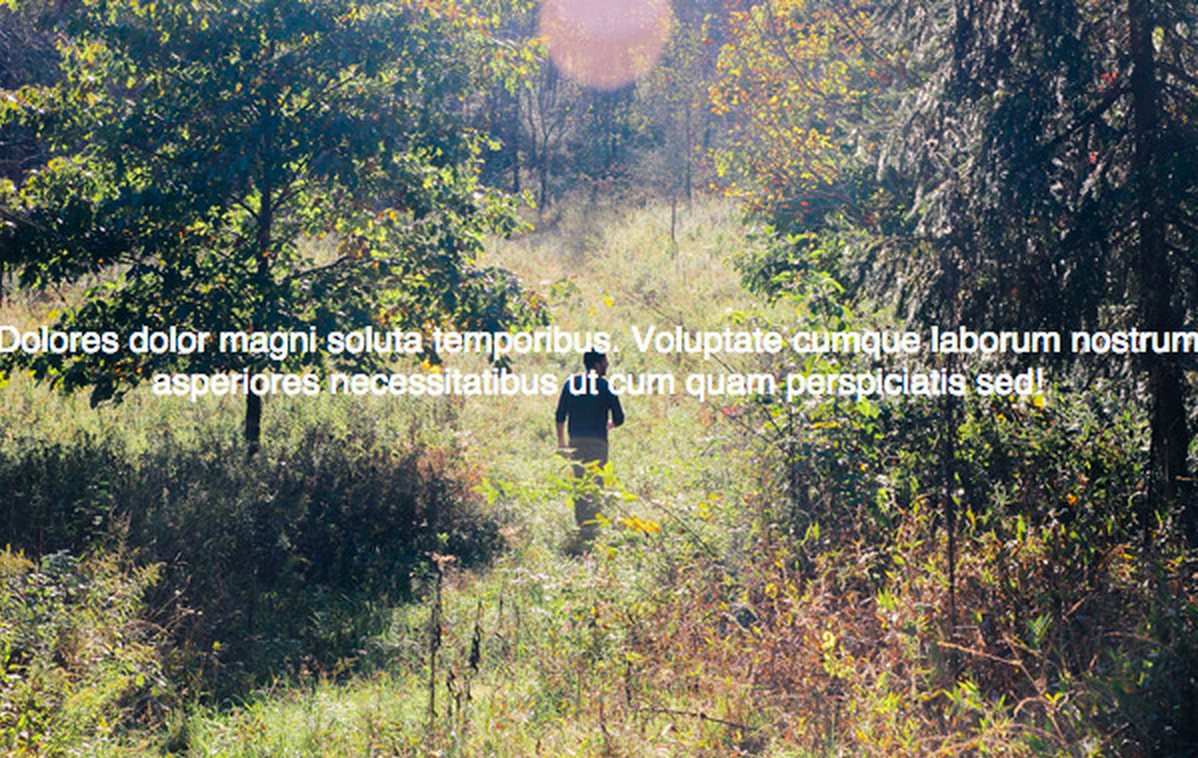 Dolores dolor magni soluta temporibus. Voluptate cumque laborum nostrum
asperiores necessitatibus ut cum quam perspiciatis sed!